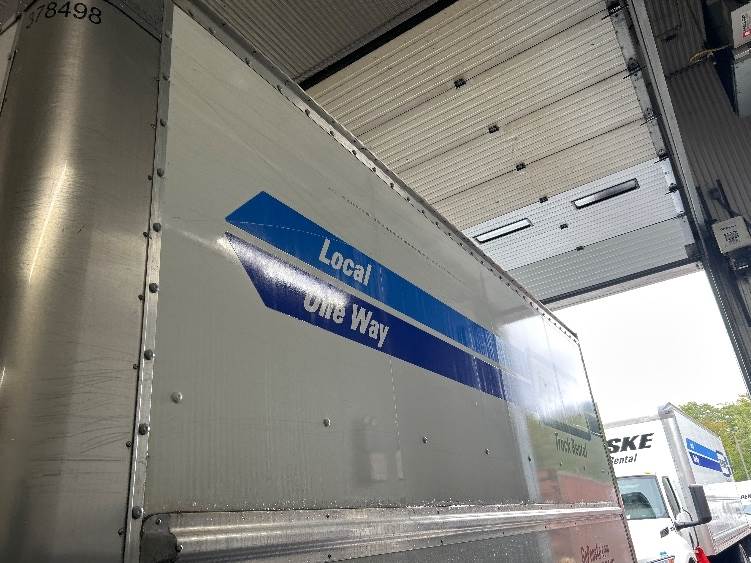 378498
Local
One Way
Truck Rental
SKE
Rental